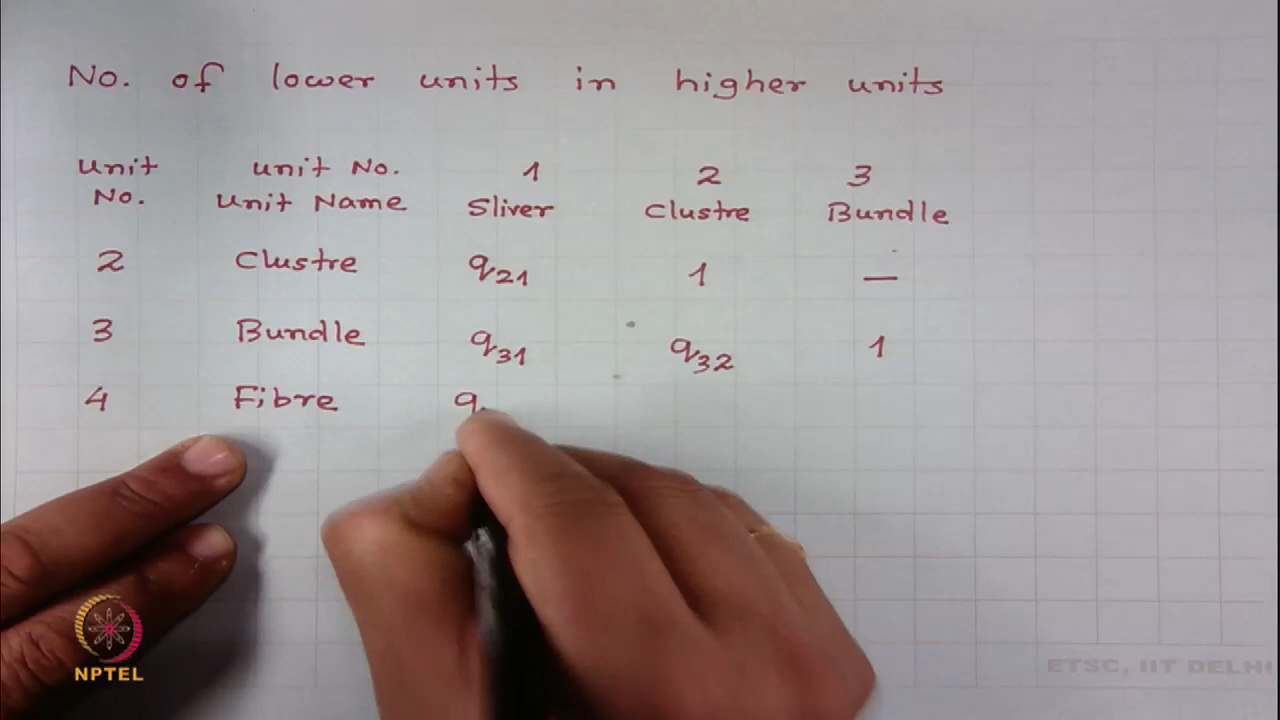 No. of lower units in higher units
Unit No. Unit No. 1 2 3
Unit Name Sliver Clustre Bundle
2 Clustre q21 1 —
3 Bundle q31 q32 1
4 Fibre q
NPTEL
ETSC, IIT DELHI